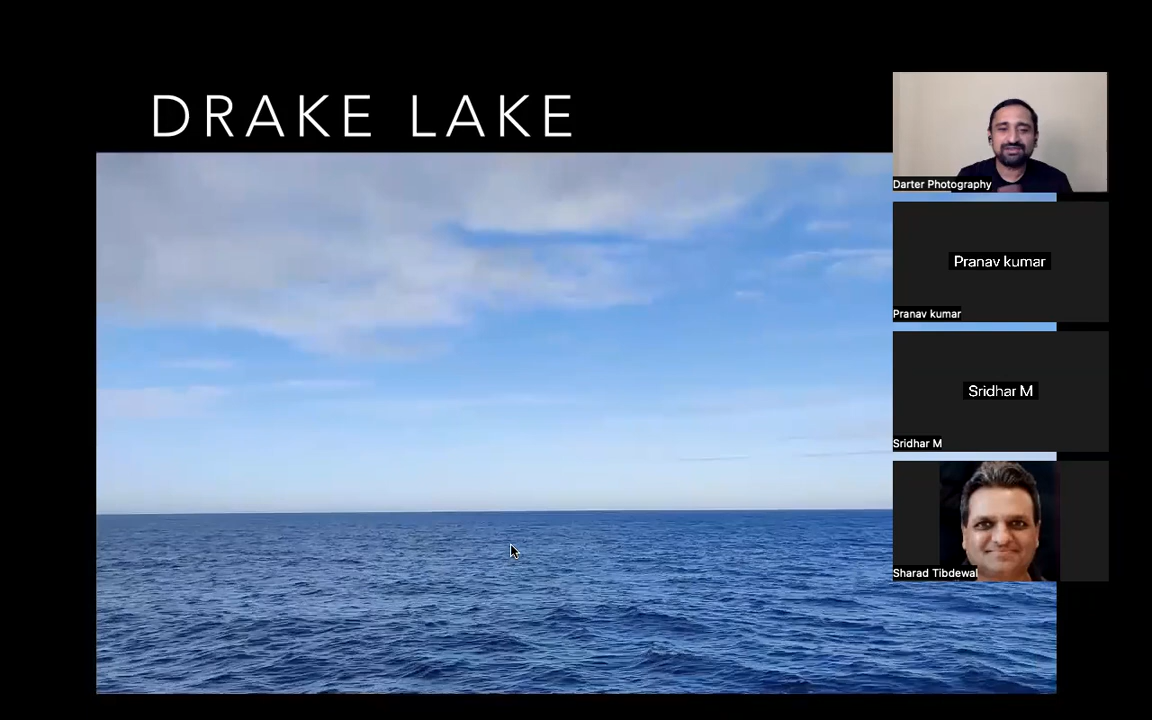 DRAKE LAKE
Darter Photography
Pranav kumar
Pranav kumar
Sridhar M
Sridhar M
Sharad Tibdewal